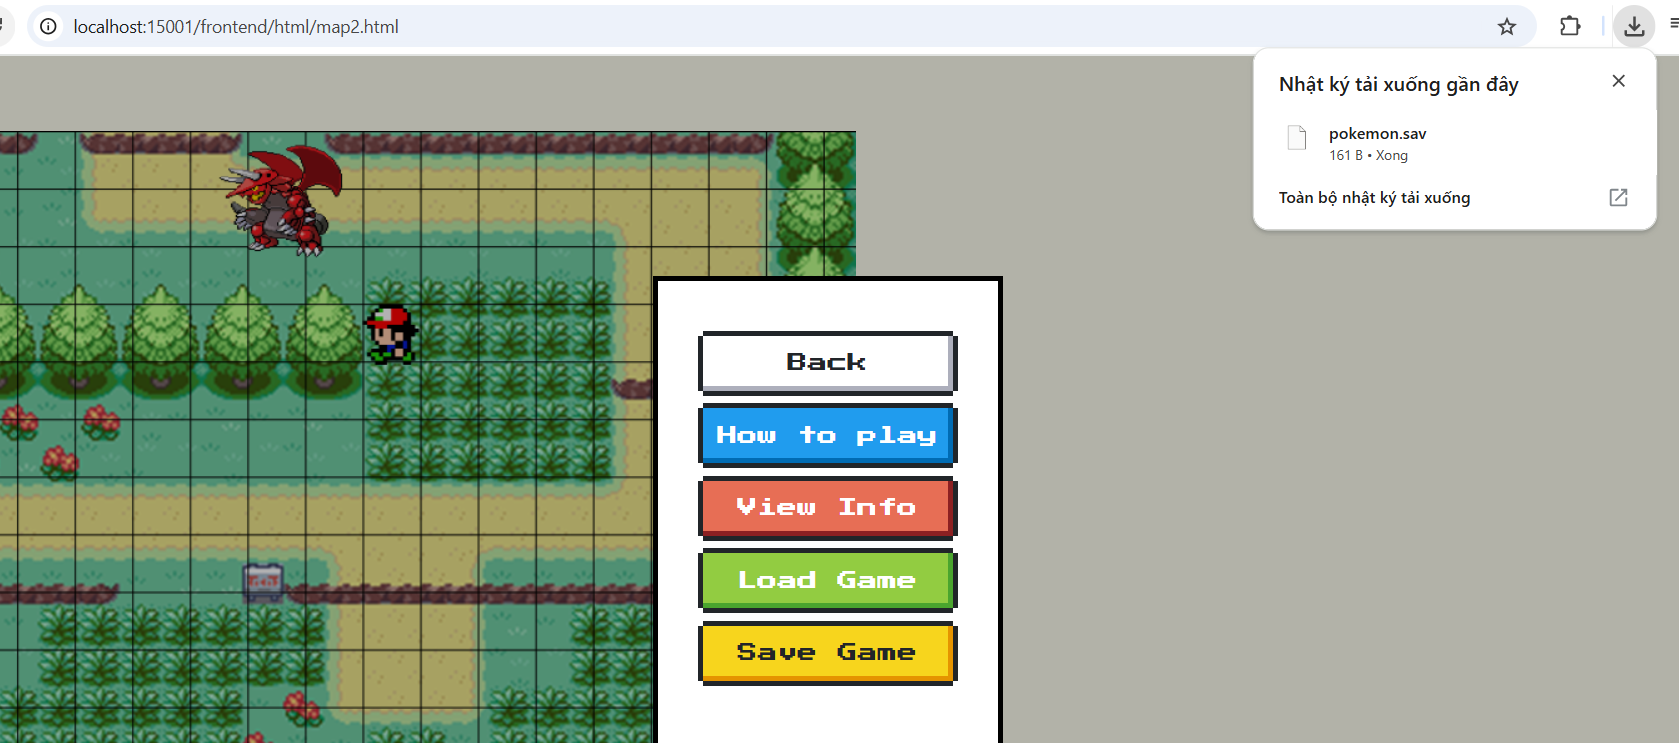 localhost:15001/frontend/html/map2.html
Nhật ký tải xuống gần đây
pokemon.sav
161 B • Xong
Toàn bộ nhật ký tải xuống
Back
How to play
View Info
Load Game
Save Game